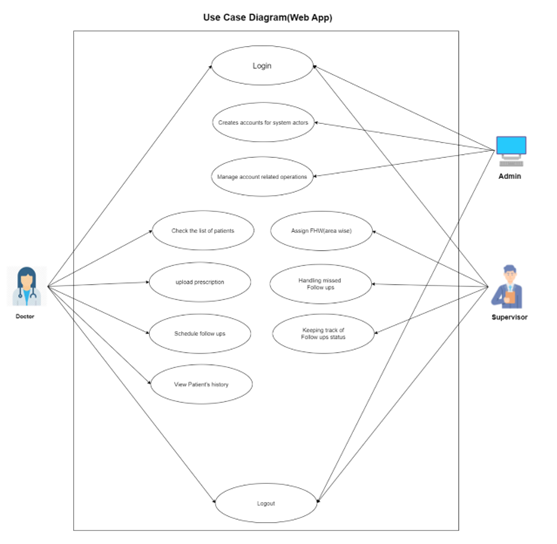 Use Case Diagram(Web App)
Login
Creates accounts for system actors
Manage account related operations
Admin
Check the list of patients
Assign FHW(area wise)
upload prescription
Handling missed
Follow ups
Doctor
Supervisor
Schedule follow ups
Keeping track of
Follow ups status
View Patient's history
Logout